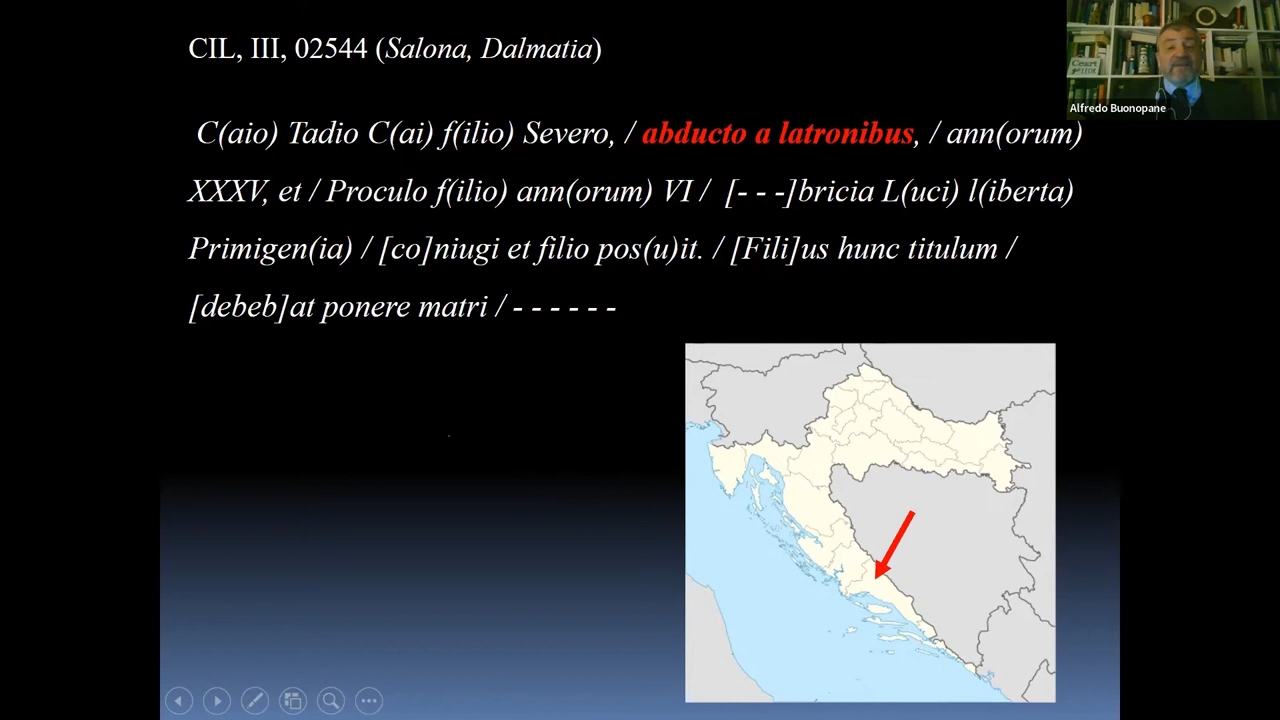 CIL, III, 02544 (Salona, Dalmatia)
C(aio) Tadio C(ai) f(ilio) Severo, / abducto a latronibus, / ann(orum)
XXXV, et / Proculo f(ilio) ann(orum) VI / [- - -]bricia L(uci) l(iberta)
Primigen(ia) / [co]niugi et filio pos(u)it. / [Fili]us hunc titulum /
[debeb]at ponere matri / - - - - - -
Alfredo Buonopane